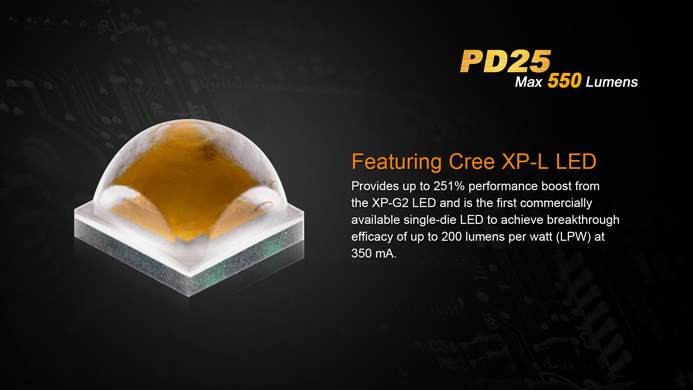 PD25
Max 550 Lumens
Featuring Cree XP-L LED
Provides up to 251% performance boost from
the XP-G2 LED and is the first commercially
available single-die LED to achieve breakthrough
efficacy of up to 200 lumens per watt (LPW) at
350 mA.